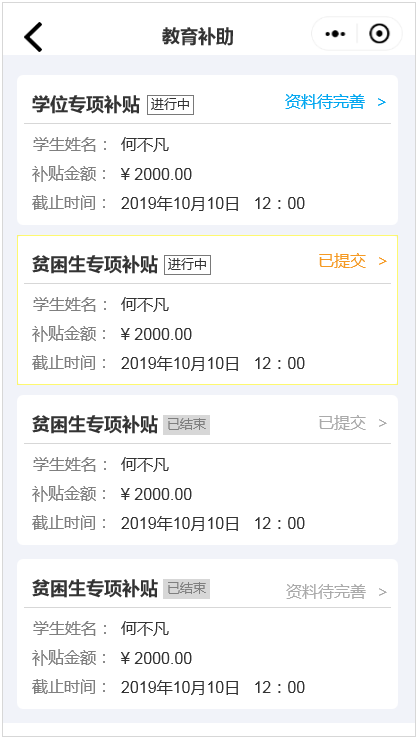 教育补助
学位专项补贴 进行中 资料待完善 >
学生姓名： 何不凡
补贴金额： ¥ 2000.00
截止时间： 2019年10月10日 12：00
贫困生专项补贴 进行中 已提交 >
学生姓名： 何不凡
补贴金额： ¥ 2000.00
截止时间： 2019年10月10日 12：00
贫困生专项补贴 已结束 已提交 >
学生姓名： 何不凡
补贴金额： ¥ 2000.00
截止时间： 2019年10月10日 12：00
贫困生专项补贴 已结束 资料待完善 >
学生姓名： 何不凡
补贴金额： ¥ 2000.00
截止时间： 2019年10月10日 12：00